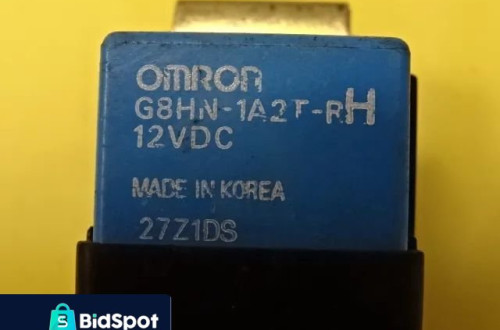 OMRON
G8HN-1A2T-RH
12VDC
MADE IN KOREA
27Z1DS
S
BidSpot